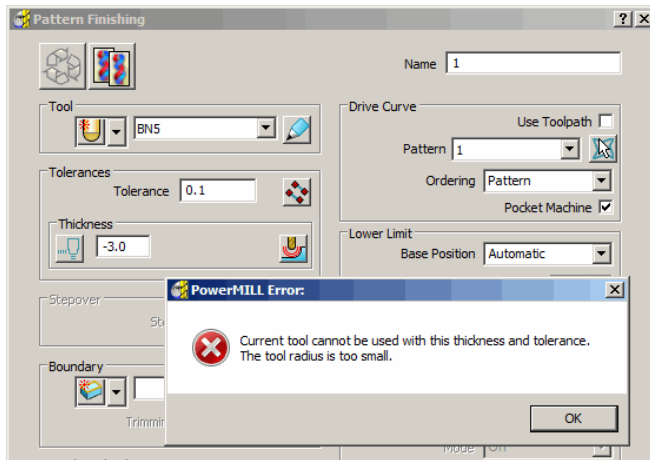 Pattern Finishing
Name 1
Tool
BN5
Drive Curve
Use Toolpath
Pattern 1
Ordering Pattern
Pocket Machine
Tolerances
Tolerance 0.1
Thickness
-3.0
Lower Limit
Base Position Automatic
Stepover
PowerMILL Error:
Current tool cannot be used with this thickness and tolerance.
The tool radius is too small.
OK
Boundary
Mode On